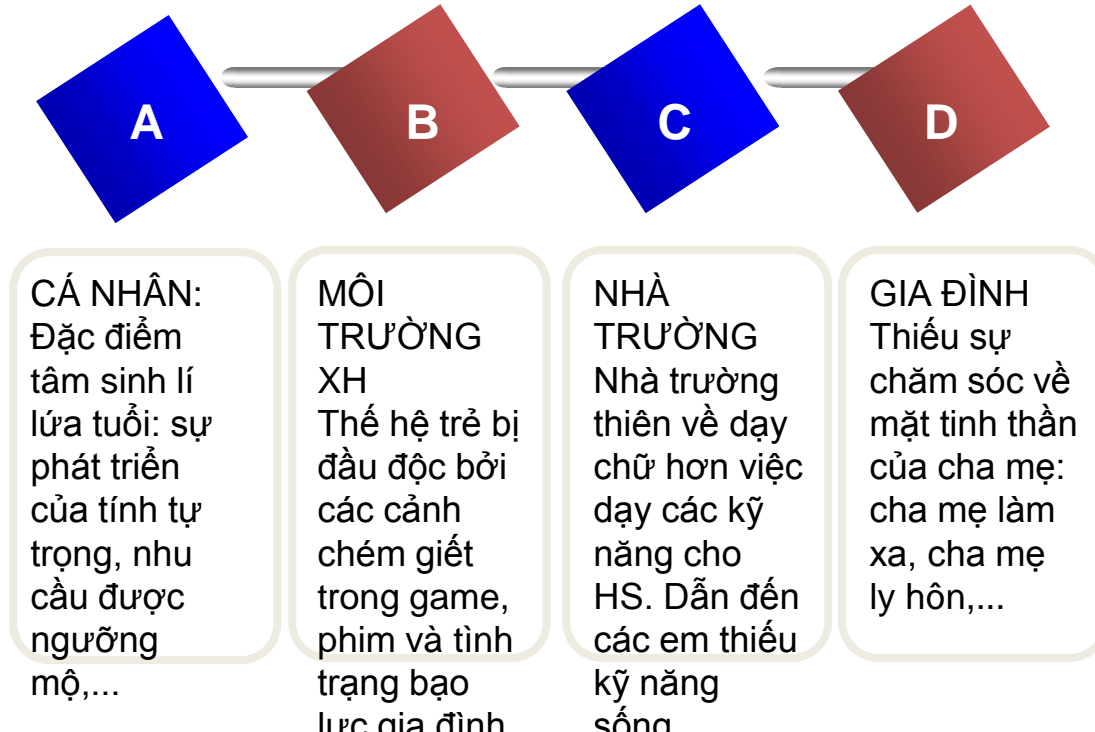 A
B
C
D
CÁ NHÂN:
Đặc điểm
tâm sinh lí
lứa tuổi: sự
phát triển
của tính tự
trọng, nhu
cầu được
ngưỡng
mộ,...
MÔI
TRƯỜNG
XH
Thế hệ trẻ bị
đầu độc bởi
các cảnh
chém giết
trong game,
phim và tình
trạng bạo
lực gia đình
NHÀ
TRƯỜNG
Nhà trường
thiên về dạy
chữ hơn việc
dạy các kỹ
năng cho
HS. Dẫn đến
các em thiếu
kỹ năng
sống
GIA ĐÌNH
Thiếu sự
chăm sóc về
mặt tinh thần
của cha mẹ:
cha mẹ làm
xa, cha mẹ
ly hôn,...